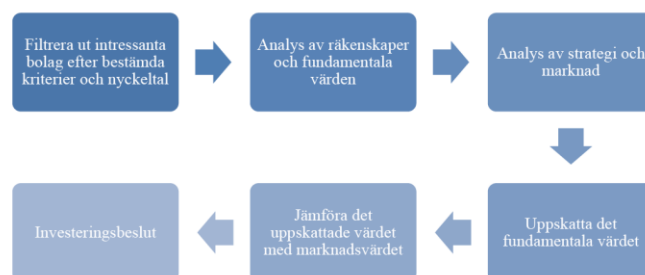 Filtrera ut intressanta
bolag efter bestämda
kriterier och nyckeltal
Analys av räkenskaper
och fundamentala
värden
Analys av strategi och
marknad
Uppskatta det
fundamentala värdet
Jämföra det
uppskattade värdet
med marknadsvärdet
Investeringsbeslut